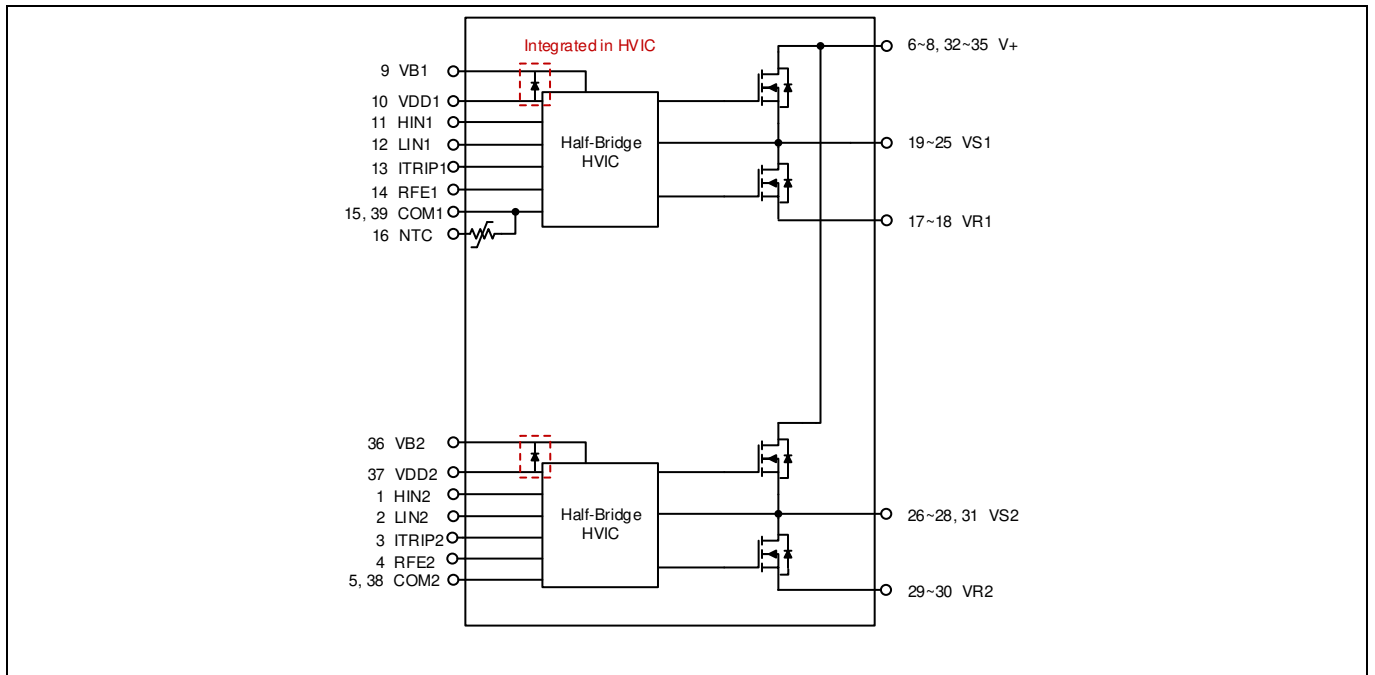 Integrated in HVIC
9 VB1
10 VDD1
11 HIN1
12 LIN1
13 ITRIP1
14 RFE1
15, 39 COM1
16 NTC
Half-Bridge
HVIC
6~8, 32~35 V+
19~25 VS1
17~18 VR1
36 VB2
37 VDD2
1 HIN2
2 LIN2
3 ITRIP2
4 RFE2
5, 38 COM2
Half-Bridge
HVIC
26~28, 31 VS2
29~30 VR2